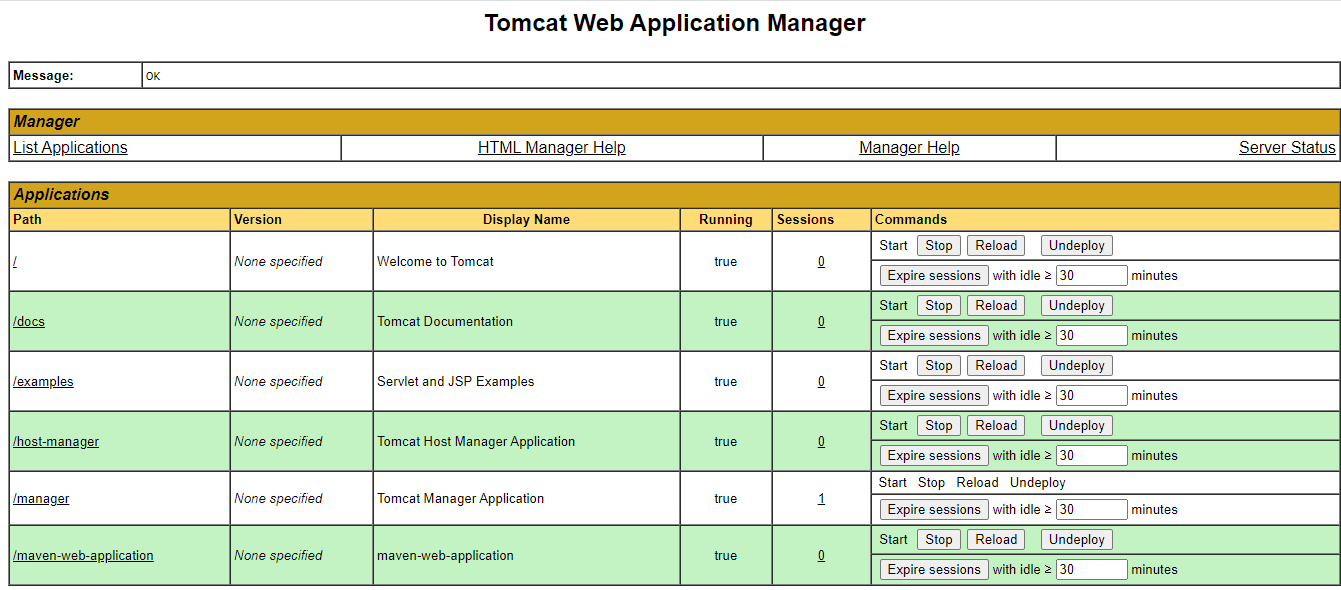 Tomcat Web Application Manager
Message: OK
Manager
List Applications HTML Manager Help Manager Help Server Status
Applications
Path Version Display Name Running Sessions Commands
/ None specified Welcome to Tomcat true 0 Start Stop Reload Undeploy
Expire sessions with idle ≥ 30 minutes
/docs None specified Tomcat Documentation true 0 Start Stop Reload Undeploy
Expire sessions with idle ≥ 30 minutes
/examples None specified Servlet and JSP Examples true 0 Start Stop Reload Undeploy
Expire sessions with idle ≥ 30 minutes
/host-manager None specified Tomcat Host Manager Application true 0 Start Stop Reload Undeploy
Expire sessions with idle ≥ 30 minutes
/manager None specified Tomcat Manager Application true 1 Start Stop Reload Undeploy
Expire sessions with idle ≥ 30 minutes
/maven-web-application None specified maven-web-application true 0 Start Stop Reload Undeploy
Expire sessions with idle ≥ 30 minutes